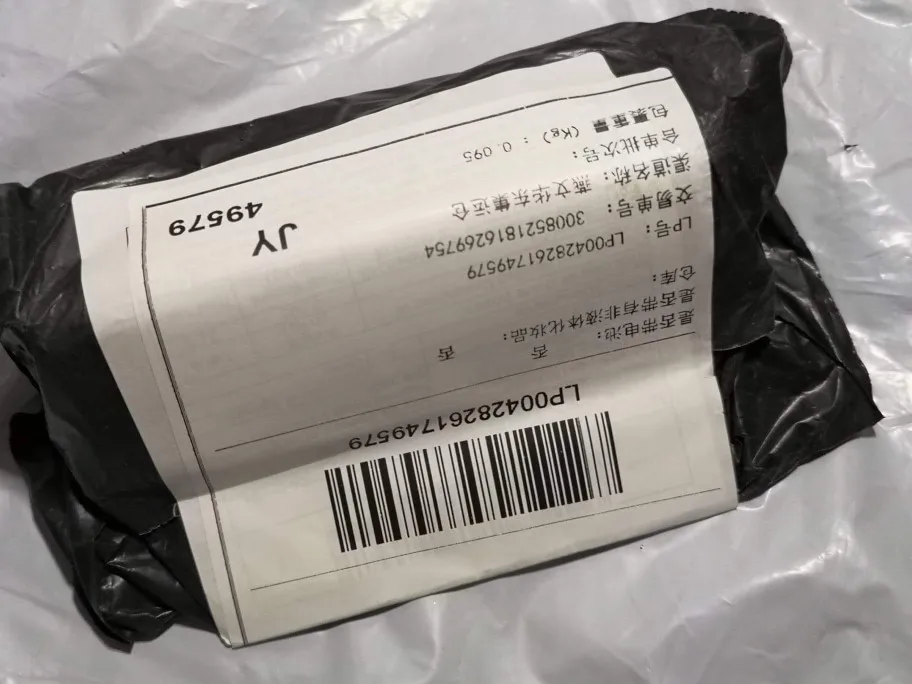 LP00428261749579
是否带电池: 否
是否带有非液体化妆品: 否
仓库:
LP号: LP00428261749579
交易单号: 3008521816269754
渠道名称: 燕文华东集运仓
合单批次号:
包裹重量 (Kg): 0.095
JY
49579